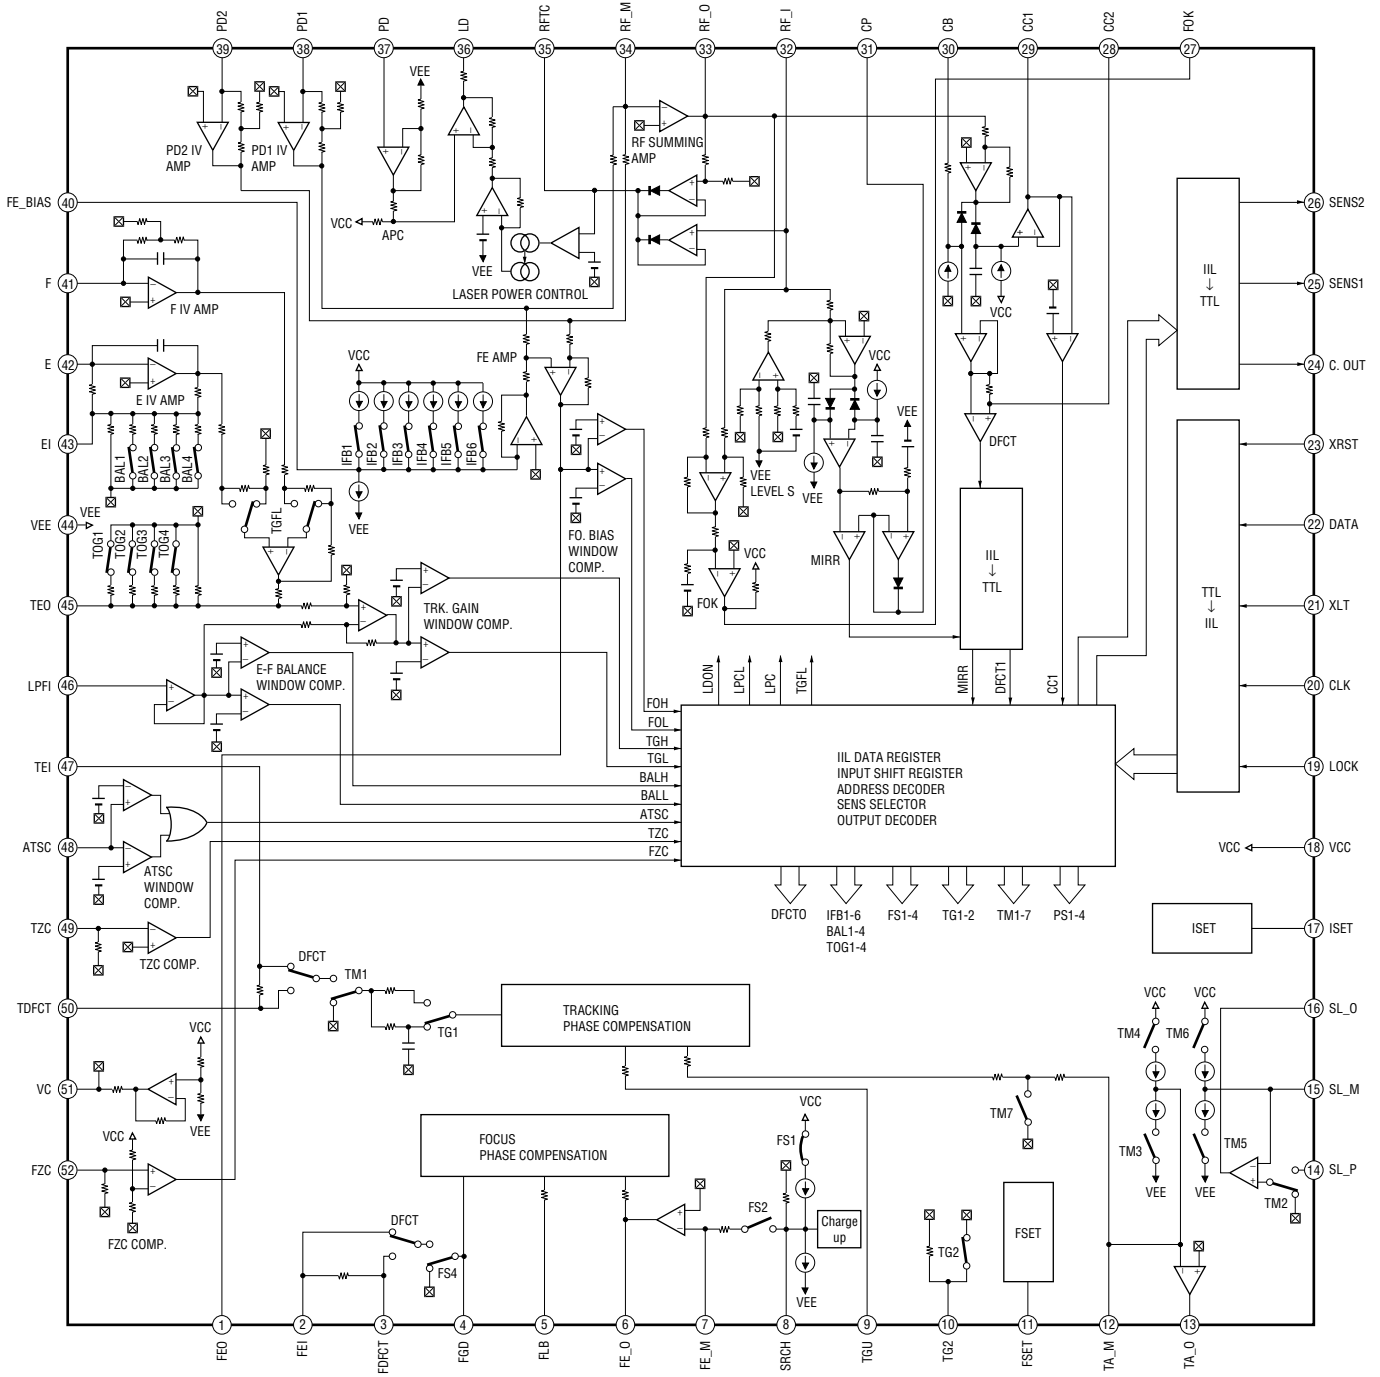 PD2
PD1
PD
LD
RFTC
RF_M
RF_O
RF_I
CP
CB
CC1
CC2
FOK
39
38
37
36
35
34
33
32
31
30
29
28
27
VEE
PD2 IV
AMP
PD1 IV
AMP
RF SUMMING
AMP
VCC
APC
VEE
LASER POWER CONTROL
VCC
FE_BIAS 40
F 41
F IV AMP
E 42
E IV AMP
EI 43
BAL1
BAL2
BAL3
BAL4
VEE 44
VEE
TOG1
TOG2
TOG3
TOG4
TGFL
TEO 45
VCC
IFB1
IFB2
IFB3
IFB4
IFB5
IFB6
VEE
FE AMP
FO. BIAS
WINDOW
COMP.
TRK. GAIN
WINDOW COMP.
E-F BALANCE
WINDOW COMP.
LPFI 46
VEE
LEVEL S
VCC
VEE
VEE
VCC
FOK
MIRR
DFCT
IIL
↓
TTL
IIL
↓
TTL
26 SENS2
25 SENS1
24 C. OUT
TTL
↓
IIL
23 XRST
22 DATA
21 XLT
20 CLK
19 LOCK
LDON
LPCL
LPC
TGFL
MIRR
DFCT1
CC1
FOH
FOL
TGH
TGL
BALH
BALL
ATSC
TZC
FZC
IIL DATA REGISTER
INPUT SHIFT REGISTER
ADDRESS DECODER
SENS SELECTOR
OUTPUT DECODER
DFCTO
IFB1-6
BAL1-4
TOG1-4
FS1-4
TG1-2
TM1-7
PS1-4
TEI 47
ATSC 48
ATSC
WINDOW
COMP.
TZC 49
TZC COMP.
TDFCT 50
DFCT
TM1
TG1
TRACKING
PHASE COMPENSATION
VCC 18 VCC
ISET
17 ISET
VCC
VCC
TM4
TM6
16 SL_O
15 SL_M
TM3
TM5
VEE
VEE
14 SL_P
TM2
TM7
VC 51
VCC
VEE
VCC
FZC 52
FZC COMP.
FOCUS
PHASE COMPENSATION
DFCT
FS4
VCC
FS1
FS2
Charge
up
VEE
TG2
FSET
1
2
3
4
5
6
7
8
9
10
11
12
13
FEO
FEI
FDFCT
FGD
FLB
FE_O
FE_M
SRCH
TGU
TG2
FSET
TA_M
TA_O